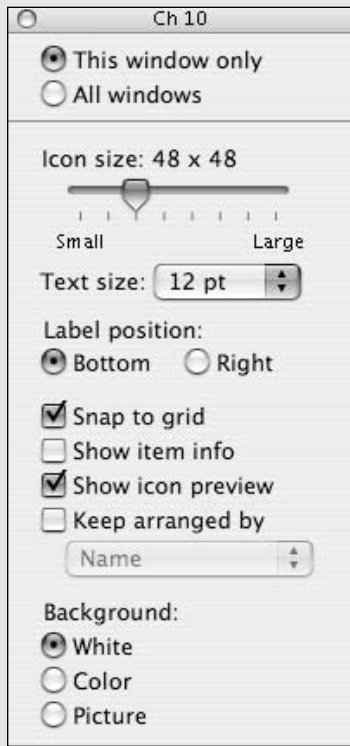 Ch 10
This window only
All windows
Icon size: 48 x 48
Small Large
Text size: 12 pt
Label position:
Bottom Right
Snap to grid
Show item info
Show icon preview
Keep arranged by
Name
Background:
White
Color
Picture